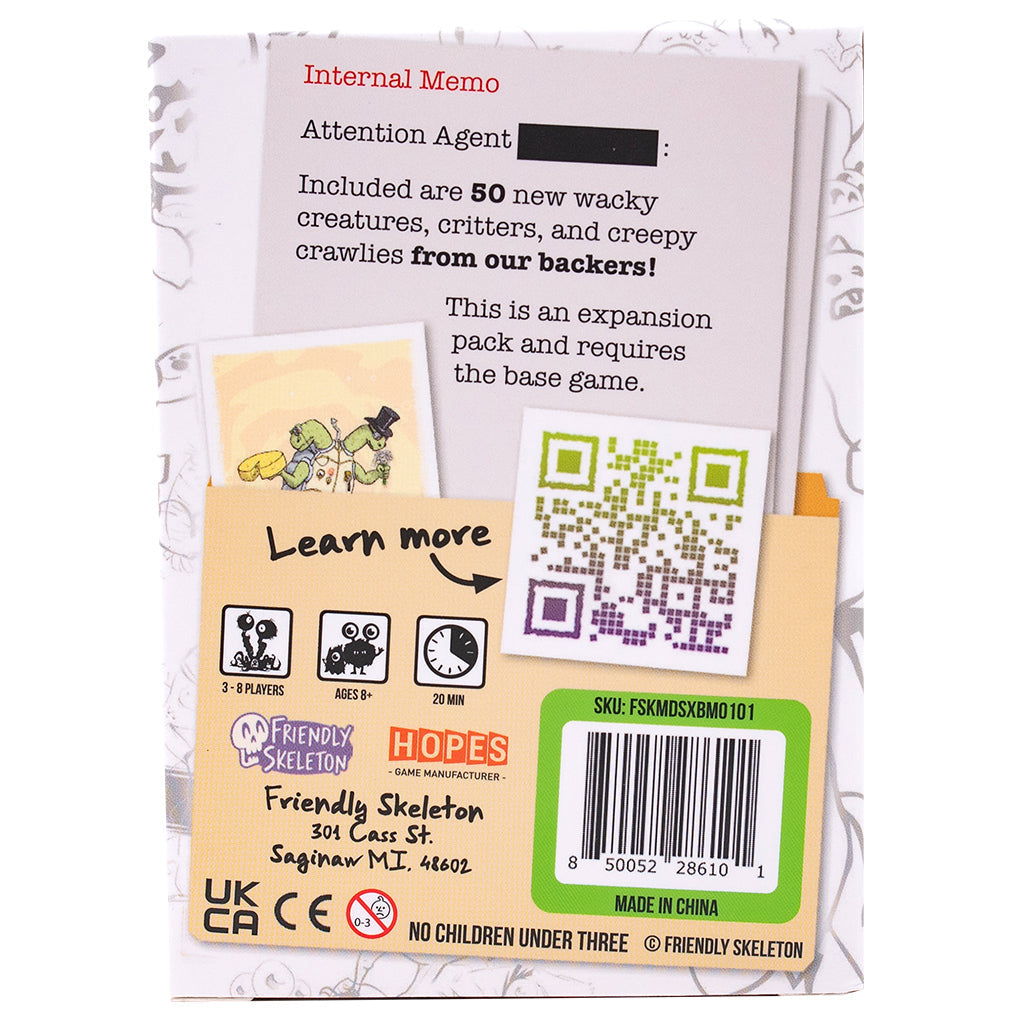 Internal Memo
Attention Agent :
Included are 50 new wacky
creatures, critters, and creepy
crawlies from our backers!
This is an expansion
pack and requires
the base game.
Learn more
3 - 8 PLAYERS
AGES 8+
20 MIN
FRIENDLY
SKELETON
HOPES
- GAME MANUFACTURER -
Friendly Skeleton
301 Cass St.
Saginaw MI, 48602
SKU: FSKMDSXBM0101
8 50052 28610 1
MADE IN CHINA
UK
CA
CE
0-3
NO CHILDREN UNDER THREE
© FRIENDLY SKELETON